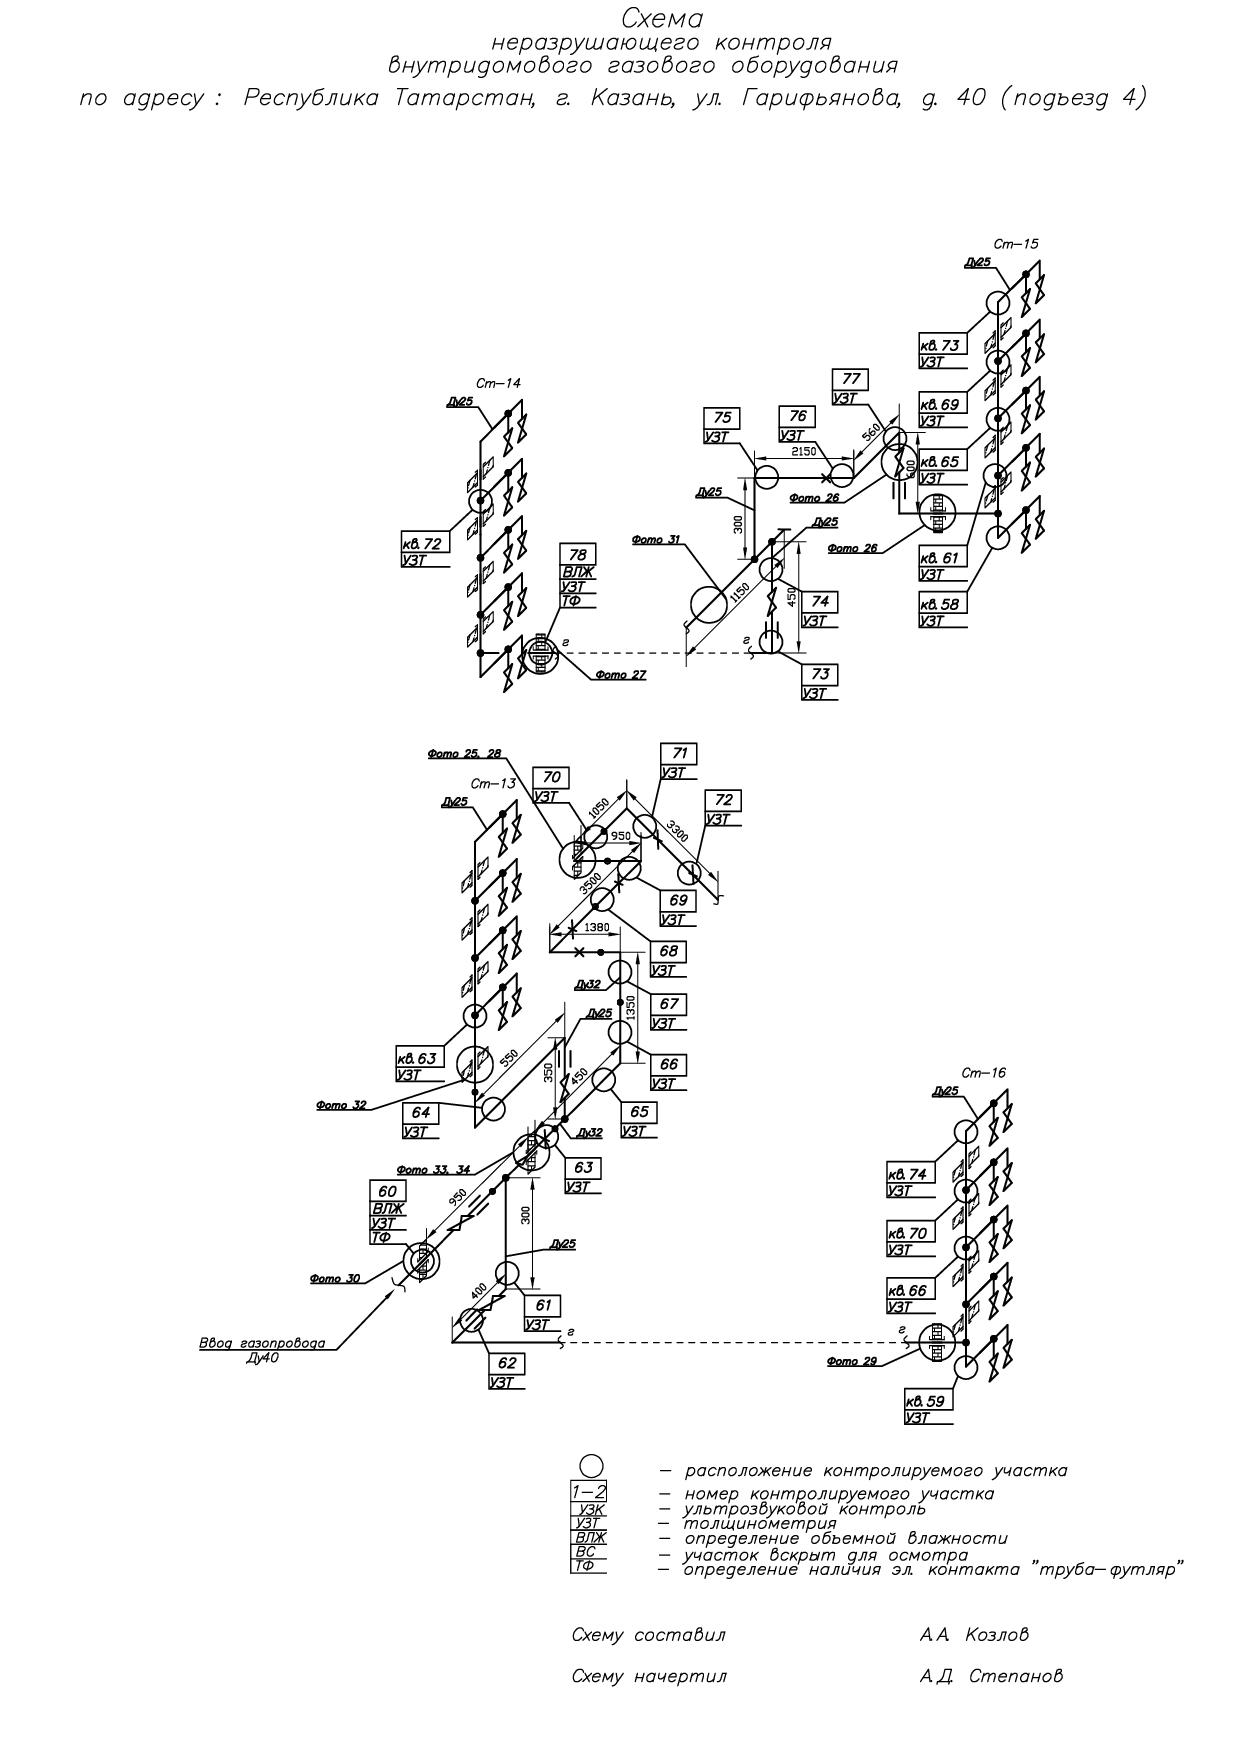 Схема
неразрушающего контроля
внутридомового газового оборудования
по адресу : Республика Татарстан, г. Казань, ул. Гарифьянова, д. 40 (подъезд 4)
Ст-15
Ду25
кв. 73
УЗТ
кв. 69
УЗТ
кв. 65
УЗТ
кв. 61
УЗТ
кв. 58
УЗТ
77
УЗТ
76
УЗТ
75
УЗТ
560
2150
600
Ду25
300
Фото 26
Фото 26
Ду25
Фото 31
1150
450
74
УЗТ
73
УЗТ
г
Ст-14
Ду25
кв. 72
УЗТ
78
ВЛЖ
УЗТ
ТФ
г
Фото 27
Фото 25, 28
Ст-13
Ду25
70
УЗТ
71
УЗТ
72
УЗТ
1050
3300
950
3500
69
УЗТ
1380
68
УЗТ
Ду32
67
УЗТ
1350
Ду25
66
УЗТ
550
350
450
кв. 63
УЗТ
Фото 32
64
УЗТ
65
УЗТ
Ду32
Фото 33, 34
63
УЗТ
60
ВЛЖ
УЗТ
ТФ
950
300
Ду25
Фото 30
400
61
УЗТ
62
УЗТ
г
Ввод газопровода
Ду40
Ст-16
Ду25
кв. 74
УЗТ
кв. 70
УЗТ
кв. 66
УЗТ
г
Фото 29
кв. 59
УЗТ
– расположение контролируемого участка
1-2 – номер контролируемого участка
УЗК – ультрозвуковой контроль
УЗТ – толщинометрия
ВЛЖ – определение объемной влажности
ВС – участок вскрыт для осмотра
ТФ – определение наличия эл. контакта "труба-футляр"
Схему составил А.А. Козлов
Схему начертил А.Д. Степанов